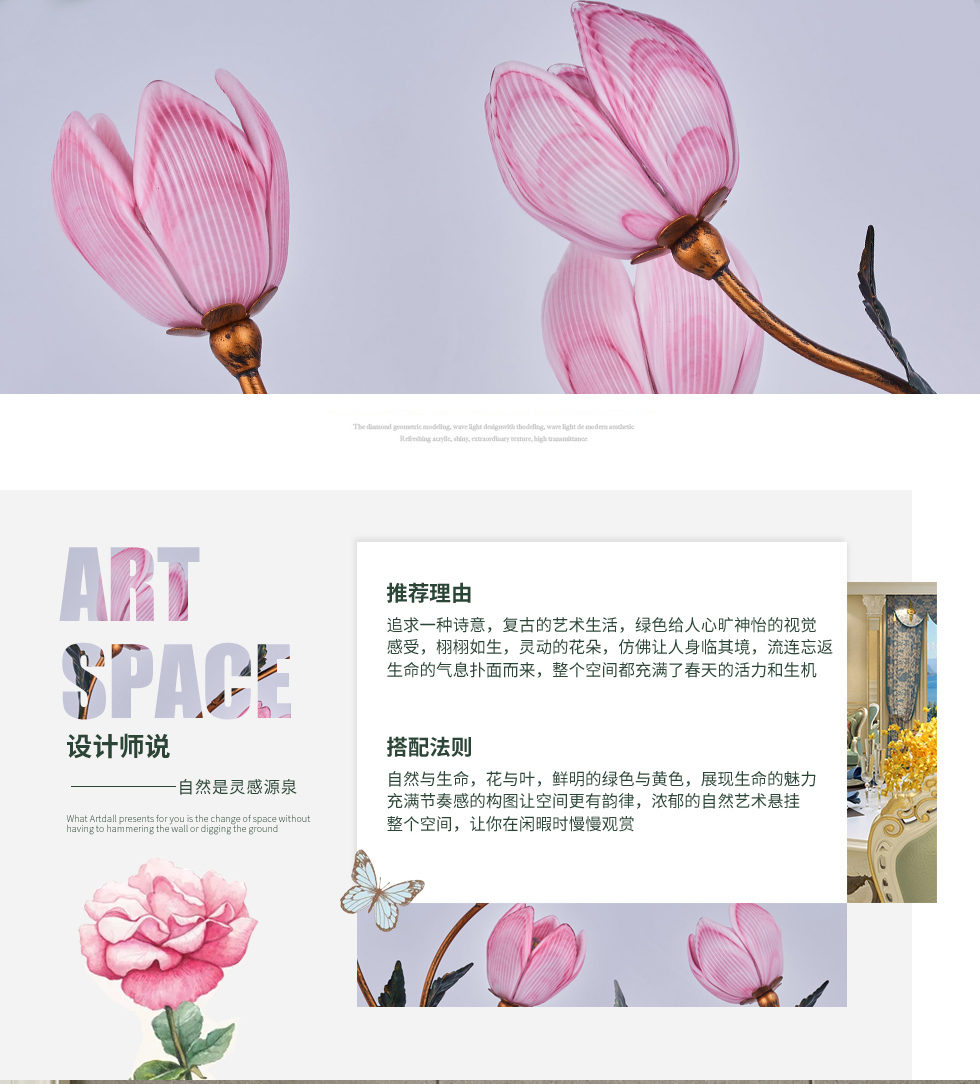 The diamond geometric modeling, wave light designwith thodeling, wave light de modern aesthetic
Refreshing acrylic, shiny, extraordinary texture, high transmittance
ART
SPACE
设计师说
自然是灵感源泉
What Artdall presents for you is the change of space without
having to hammering the wall or digging the ground
推荐理由
追求一种诗意，复古的艺术生活，绿色给人心旷神怡的视觉
感受，栩栩如生，灵动的花朵，仿佛让人身临其境，流连忘返
生命的气息扑面而来，整个空间都充满了春天的活力和生机
搭配法则
自然与生命，花与叶，鲜明的绿色与黄色，展现生命的魅力
充满节奏感的构图让空间更有韵律，浓郁的自然艺术悬挂
整个空间，让你在闲暇时慢慢观赏